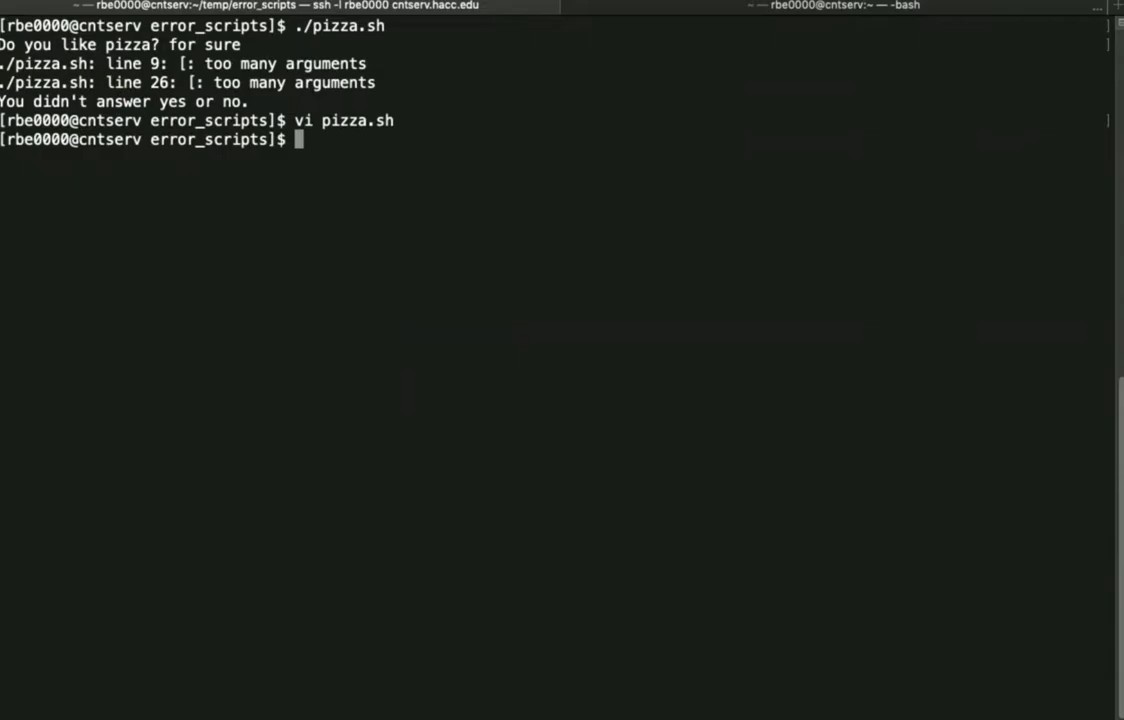 ~ — rbe0000@cntserv:~/temp/error_scripts — ssh -l rbe0000 cntserv.hacc.edu
~ — rbe0000@cntserv:~ — -bash
...
[rbe0000@cntserv error_scripts]$ ./pizza.sh ]
Do you like pizza? for sure ]
./pizza.sh: line 9: [: too many arguments
./pizza.sh: line 26: [: too many arguments
You didn't answer yes or no.
[rbe0000@cntserv error_scripts]$ vi pizza.sh ]
[rbe0000@cntserv error_scripts]$